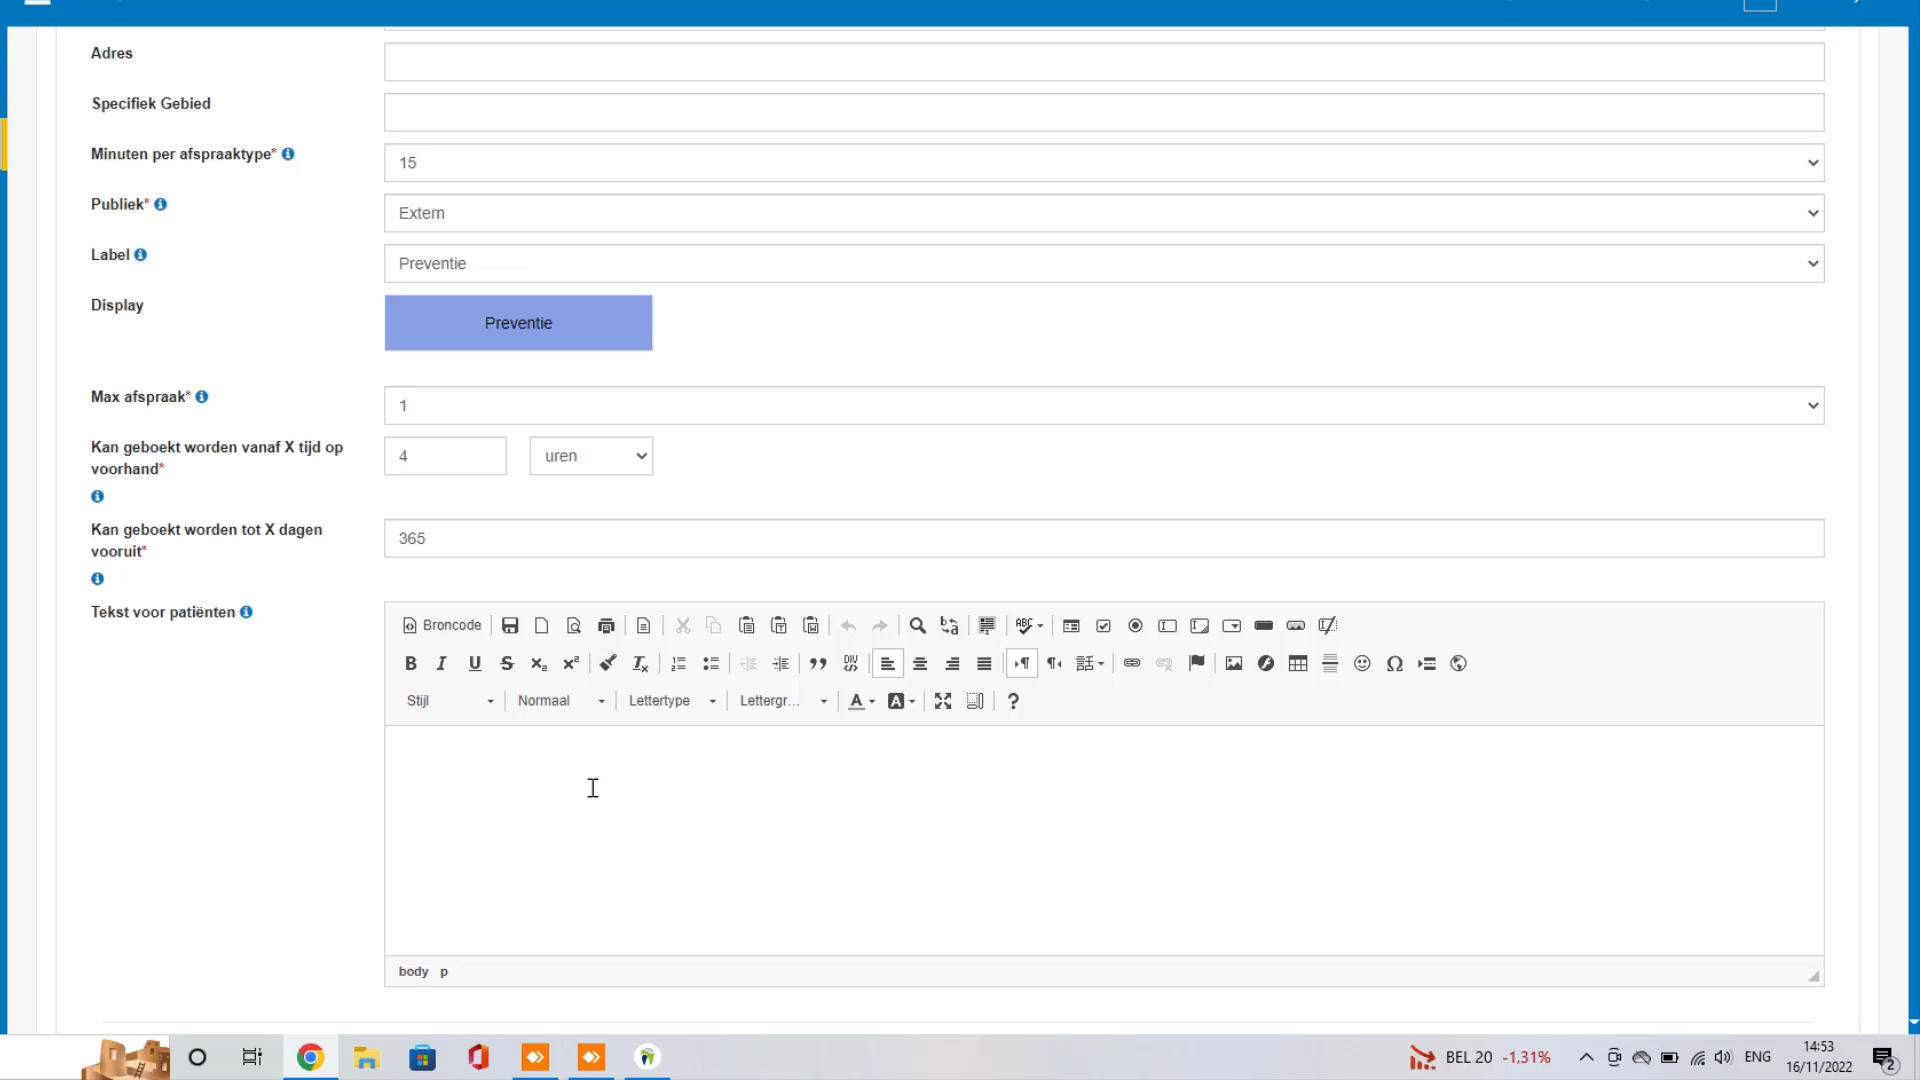 Adres
Specifiek Gebied
Minuten per afspraaktype*
15
Publiek*
Extern
Label
Preventie
Display
Preventie
Max afspraak*
1
Kan geboekt worden vanaf X tijd op
voorhand*
4
uren
Kan geboekt worden tot X dagen
vooruit*
365
Tekst voor patiënten
Broncode
Stijl
Normaal
Lettertype
Lettergr...
body p
BEL 20 -1,31%
ENG
14:53
16/11/2022
2